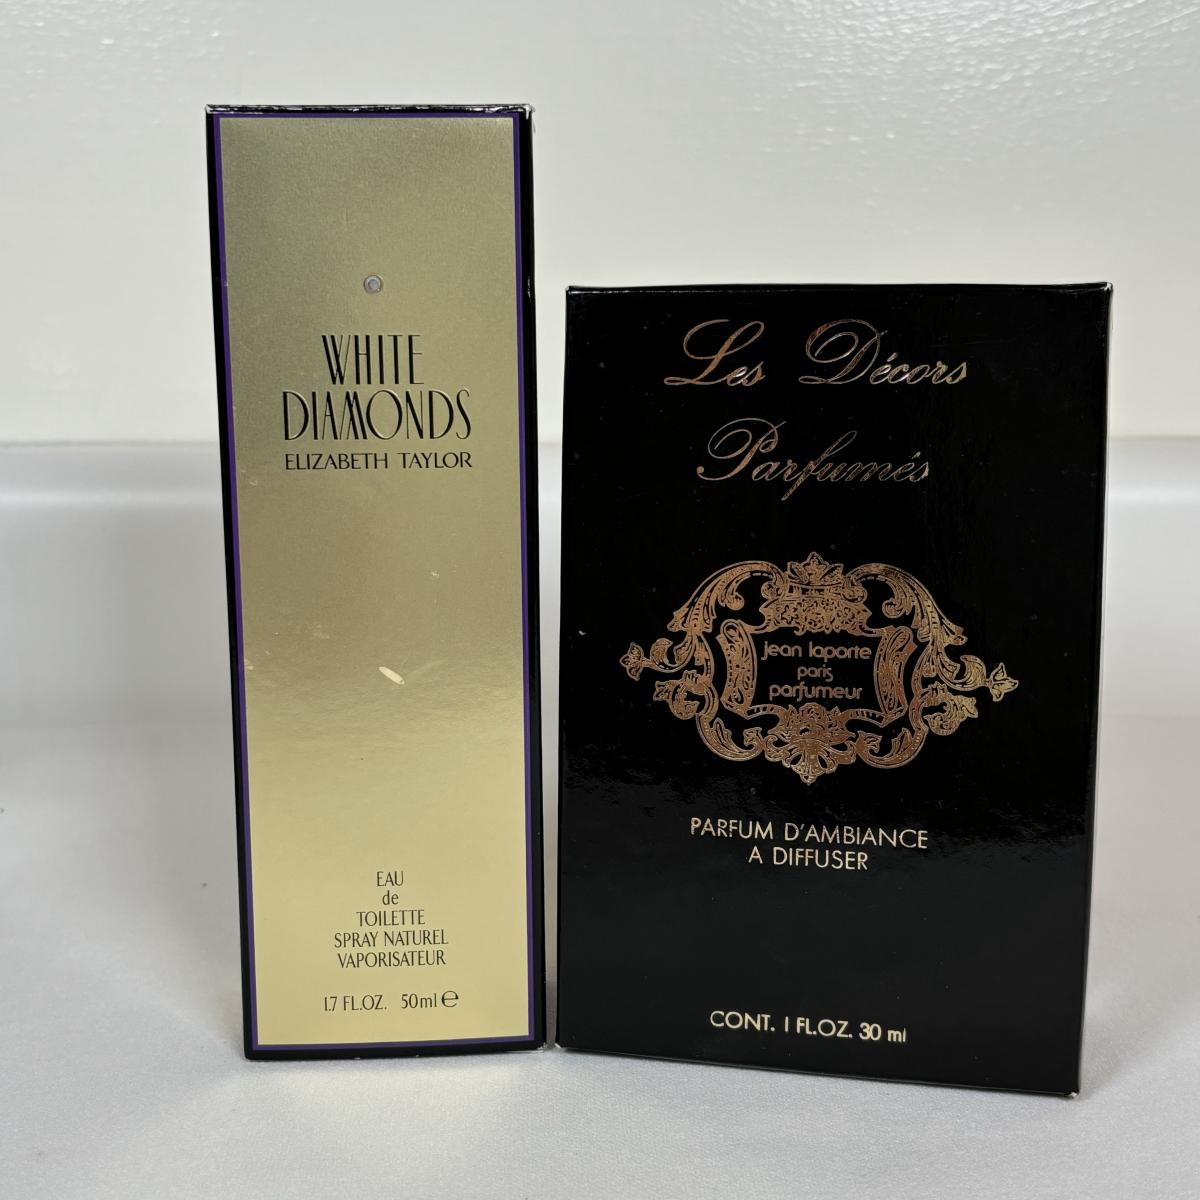 WHITE
DIAMONDS
ELIZABETH TAYLOR
EAU
de
TOILETTE
SPRAY NATUREL
VAPORISATEUR
1.7 FL.OZ. 50ml ℮
Les Décors
Parfumés
jean laporte
paris
parfumeur
PARFUM D'AMBIANCE
A DIFFUSER
CONT. 1 FL.OZ. 30 ml